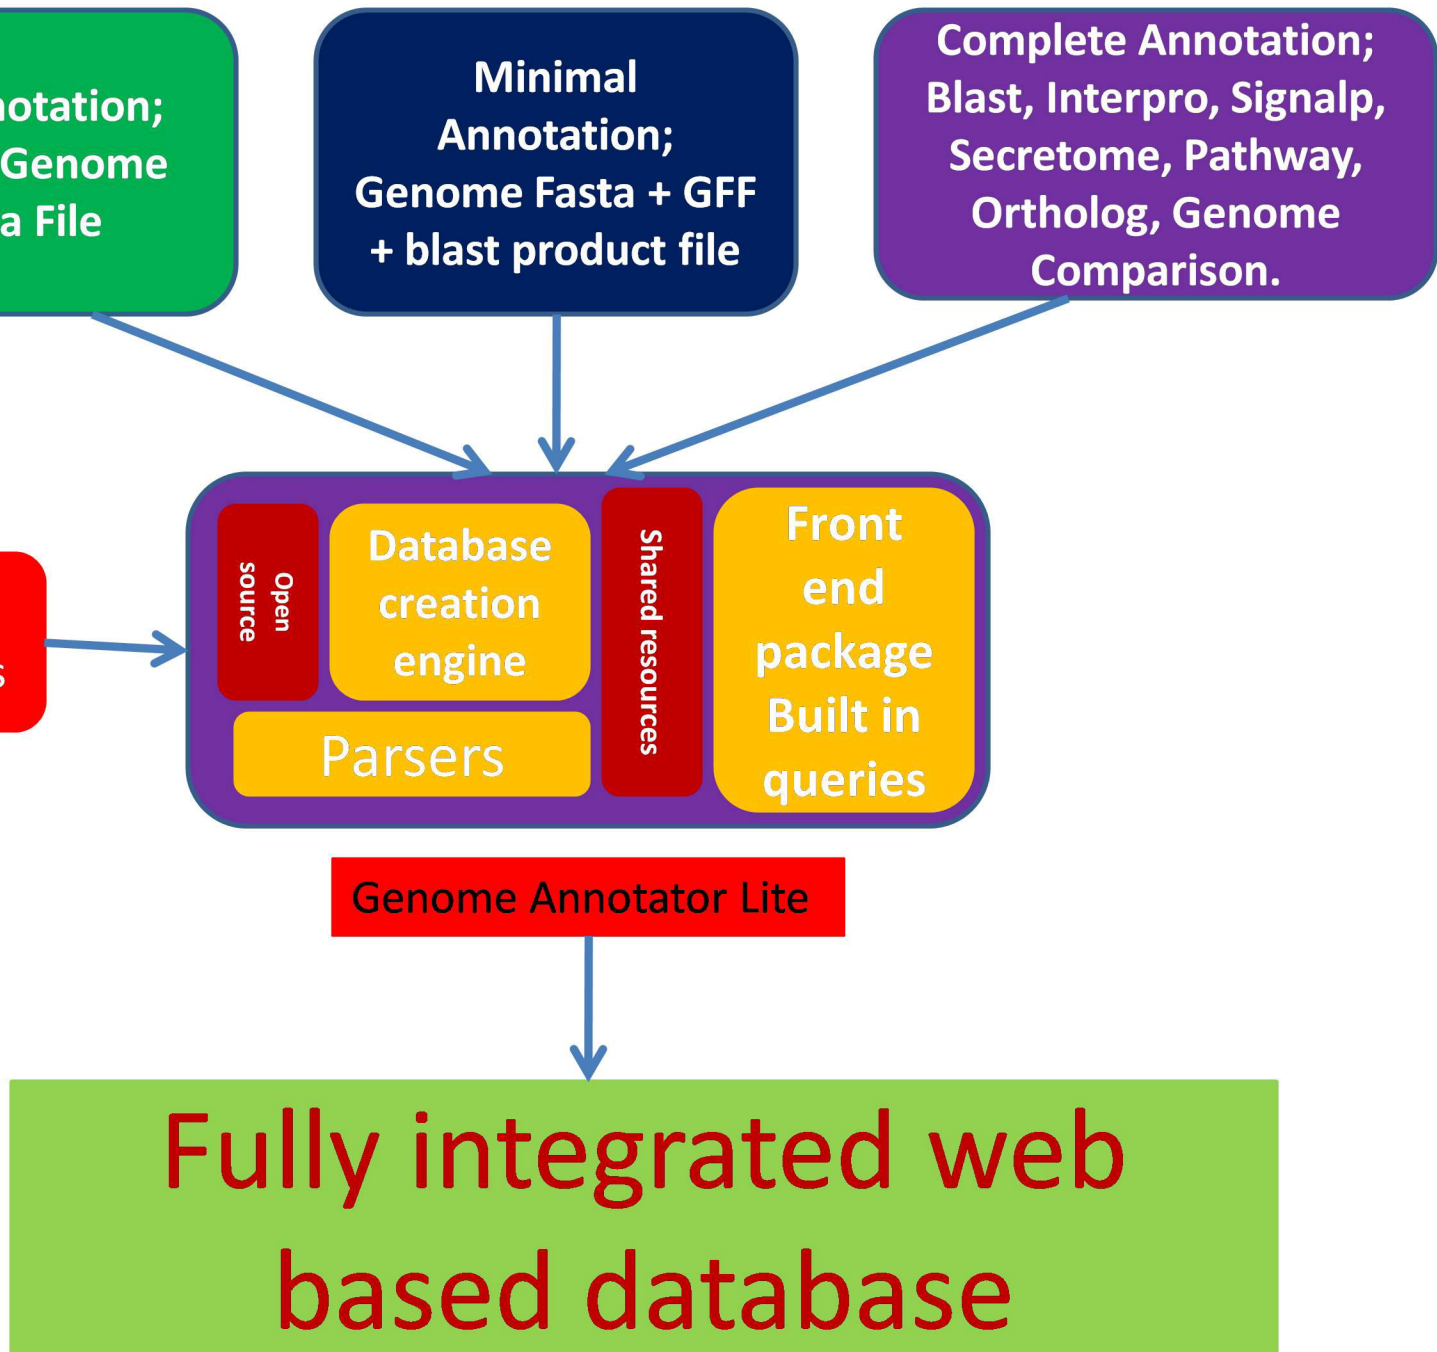 Genome
File
Minimal
Annotation;
Genome Fasta + GFF
+ blast product file
Complete Annotation;
Blast, Interpro, Signalp,
Secretome, Pathway,
Ortholog, Genome
Comparison.
Open
source
Database
creation
engine
Parsers
Shared resources
Front
end
package
Built in
queries
Genome Annotator Lite
Fully integrated web
based database